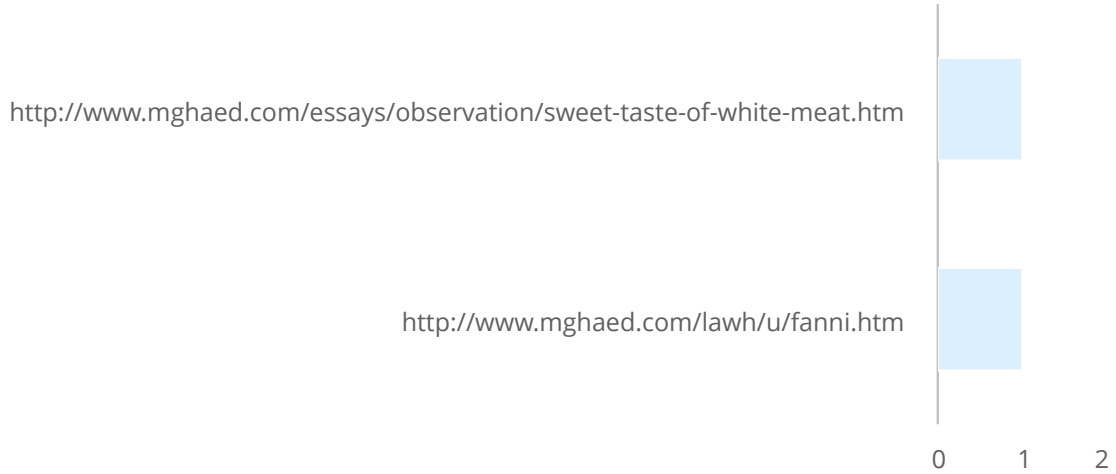 http://www.mghaed.com/essays/observation/sweet-taste-of-white-meat.htm
http://www.mghaed.com/lawh/u/fanni.htm
0 1 2